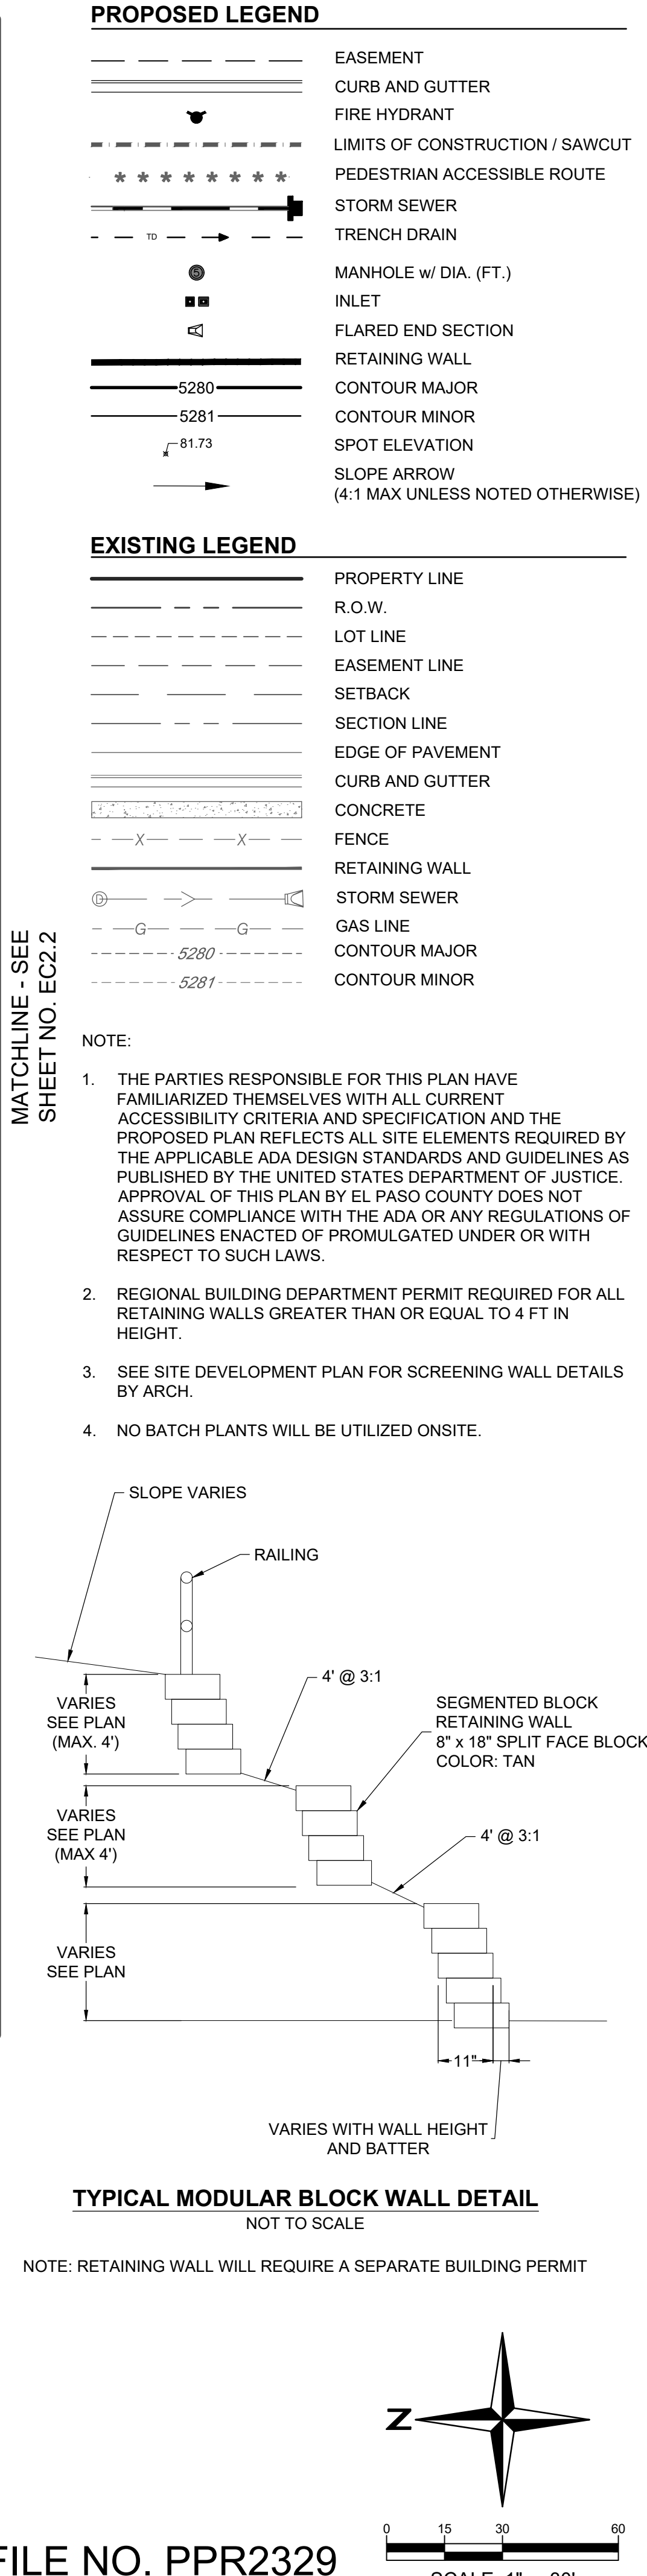 PROPOSED LEGEND
EASEMENT
CURB AND GUTTER
FIRE HYDRANT
LIMITS OF CONSTRUCTION / SAWCUT
PEDESTRIAN ACCESSIBLE ROUTE
STORM SEWER
TD
TRENCH DRAIN
5
MANHOLE w/ DIA. (FT.)
INLET
FLARED END SECTION
RETAINING WALL
5280
CONTOUR MAJOR
5281
CONTOUR MINOR
81.73
SPOT ELEVATION
SLOPE ARROW
(4:1 MAX UNLESS NOTED OTHERWISE)
EXISTING LEGEND
PROPERTY LINE
R.O.W.
LOT LINE
EASEMENT LINE
SETBACK
SECTION LINE
EDGE OF PAVEMENT
CURB AND GUTTER
CONCRETE
X X
FENCE
RETAINING WALL
D
STORM SEWER
G G
GAS LINE
5280
CONTOUR MAJOR
5281
CONTOUR MINOR
MATCHLINE - SEE
SHEET NO. EC2.2
NOTE:
1. THE PARTIES RESPONSIBLE FOR THIS PLAN HAVE
FAMILIARIZED THEMSELVES WITH ALL CURRENT
ACCESSIBILITY CRITERIA AND SPECIFICATION AND THE
PROPOSED PLAN REFLECTS ALL SITE ELEMENTS REQUIRED BY
THE APPLICABLE ADA DESIGN STANDARDS AND GUIDELINES AS
PUBLISHED BY THE UNITED STATES DEPARTMENT OF JUSTICE.
APPROVAL OF THIS PLAN BY EL PASO COUNTY DOES NOT
ASSURE COMPLIANCE WITH THE ADA OR ANY REGULATIONS OF
GUIDELINES ENACTED OF PROMULGATED UNDER OR WITH
RESPECT TO SUCH LAWS.
2. REGIONAL BUILDING DEPARTMENT PERMIT REQUIRED FOR ALL
RETAINING WALLS GREATER THAN OR EQUAL TO 4 FT IN
HEIGHT.
3. SEE SITE DEVELOPMENT PLAN FOR SCREENING WALL DETAILS
BY ARCH.
4. NO BATCH PLANTS WILL BE UTILIZED ONSITE.
SLOPE VARIES
RAILING
4' @ 3:1
VARIES
SEE PLAN
(MAX. 4')
SEGMENTED BLOCK
RETAINING WALL
8" x 18" SPLIT FACE BLOCK
COLOR: TAN
VARIES
SEE PLAN
(MAX 4')
4' @ 3:1
VARIES
SEE PLAN
11"
VARIES WITH WALL HEIGHT
AND BATTER
TYPICAL MODULAR BLOCK WALL DETAIL
NOT TO SCALE
NOTE: RETAINING WALL WILL REQUIRE A SEPARATE BUILDING PERMIT
N
0 15 30 60
FILE NO. PPR2329